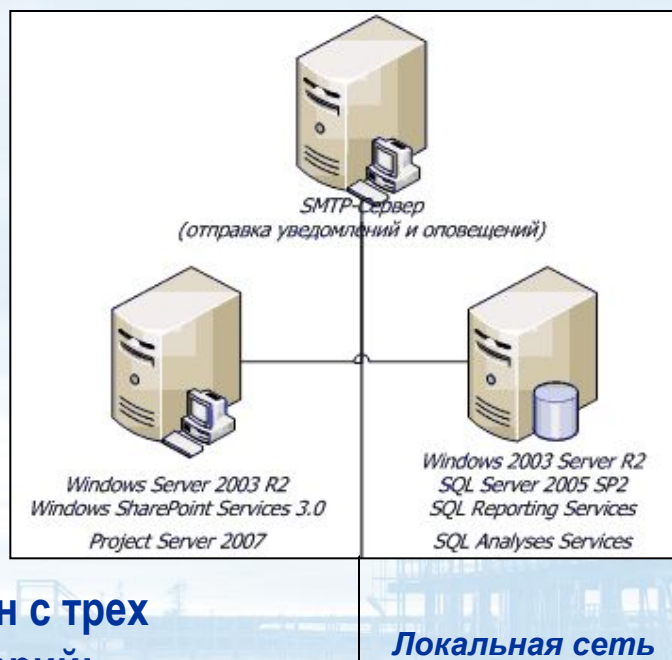 SMTP-Сервер
(отправка уведомлений и оповещений)
Windows Server 2003 R2
Windows SharePoint Services 3.0
Project Server 2007
Windows 2003 Server R2
SQL Server 2005 SP2
SQL Reporting Services
SQL Analyses Services
н с трех
Локальная сеть